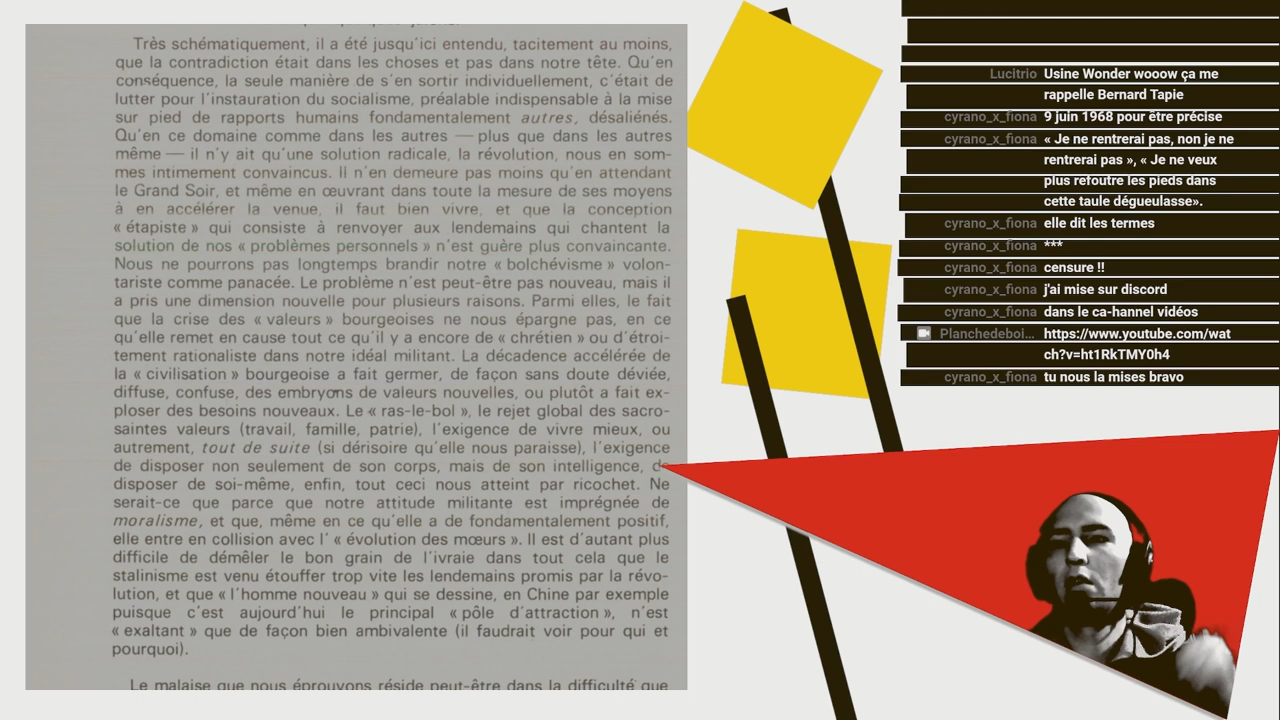 Très schématiquement, il a été jusqu'ici entendu, tacitement au moins,
que la contradiction était dans les choses et pas dans notre tête. Qu'en
conséquence, la seule manière de s'en sortir individuellement, c'était de
lutter pour l'instauration du socialisme, préalable indispensable à la mise
sur pied de rapports humains fondamentalement autres, désaliénés.
Qu'en ce domaine comme dans les autres — plus que dans les autres
même — il n'y ait qu'une solution radicale, la révolution, nous en som-
mes intimement convaincus. Il n'en demeure pas moins qu'en attendant
le Grand Soir, et même en œuvrant dans toute la mesure de ses moyens
à en accélérer la venue, il faut bien vivre, et que la conception
« étapiste » qui consiste à renvoyer aux lendemains qui chantent la
solution de nos « problèmes personnels » n'est guère plus convaincante.
Nous ne pourrons pas longtemps brandir notre « bolchévisme » volon-
tariste comme panacée. Le problème n'est peut-être pas nouveau, mais il
a pris une dimension nouvelle pour plusieurs raisons. Parmi elles, le fait
que la crise des « valeurs » bourgeoises ne nous épargne pas, en ce
qu'elle remet en cause tout ce qu'il y a encore de « chrétien » ou d'étroi-
tement rationaliste dans notre idéal militant. La décadence accélérée de
la « civilisation » bourgeoise a fait germer, de façon sans doute déviée,
diffuse, confuse, des embryons de valeurs nouvelles, ou plutôt a fait ex-
ploser des besoins nouveaux. Le « ras-le-bol », le rejet global des sacro-
saintes valeurs (travail, famille, patrie), l'exigence de vivre mieux, ou
autrement, tout de suite (si dérisoire qu'elle nous paraisse), l'exigence
de disposer non seulement de son corps, mais de son intelligence, de
disposer de soi-même, enfin, tout ceci nous atteint par ricochet. Ne
serait-ce que parce que notre attitude militante est imprégnée de
moralisme, et que, même en ce qu'elle a de fondamentalement positif,
elle entre en collision avec l' « évolution des mœurs ». Il est d'autant plus
difficile de démêler le bon grain de l'ivraie dans tout cela que le
stalinisme est venu étouffer trop vite les lendemains promis par la révo-
lution, et que « l'homme nouveau » qui se dessine, en Chine par exemple
puisque c'est aujourd'hui le principal « pôle d'attraction », n'est
« exaltant » que de façon bien ambivalente (il faudrait voir pour qui et
pourquoi).
Le malaise que nous éprouvons réside peut-être dans la difficulté que
Lucitrio Usine Wonder wooow ça me
rappelle Bernard Tapie
cyrano_x_fiona 9 juin 1968 pour être précise
cyrano_x_fiona « Je ne rentrerai pas, non je ne
rentrerai pas », « Je ne veux
plus refoutre les pieds dans
cette taule dégueulasse».
cyrano_x_fiona elle dit les termes
cyrano_x_fiona ***
cyrano_x_fiona censure !!
cyrano_x_fiona j'ai mise sur discord
cyrano_x_fiona dans le ca-hannel vidéos
Planchedeboi... https://www.youtube.com/wat
ch?v=ht1RkTMY0h4
cyrano_x_fiona tu nous la mises bravo